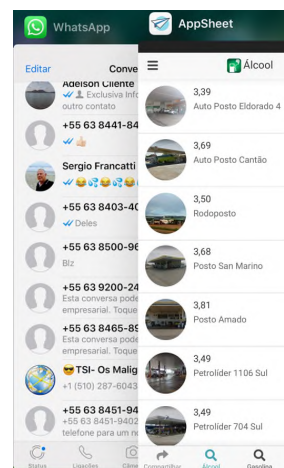 WhatsApp
Editar
Conve
Adelson Cliente
Exclusiva Info
outro contato
+55 63 8441-84
Sergio Francatti
+55 63 8403-40
Deles
+55 63 8500-96
Blz
+55 63 9200-24
Esta conversa pode
empresarial. Toque
+55 63 8465-89
Esta conversa pode
empresarial. Toque
TSI- Os Malig
+1 (510) 287-6043
+55 63 8451-94
+55 63 8451-9402
telefone para um n
Status
Ligações
Câme
AppSheet
Álcool
3,39
Auto Posto Eldorado 4
3,69
Auto Posto Cantão
3,50
Rodoposto
3,68
Posto San Marino
3,81
Posto Amado
3,49
Petrolíder 1106 Sul
3,49
Petrolíder 704 Sul
Compartilhar
Álcool
Gasolina